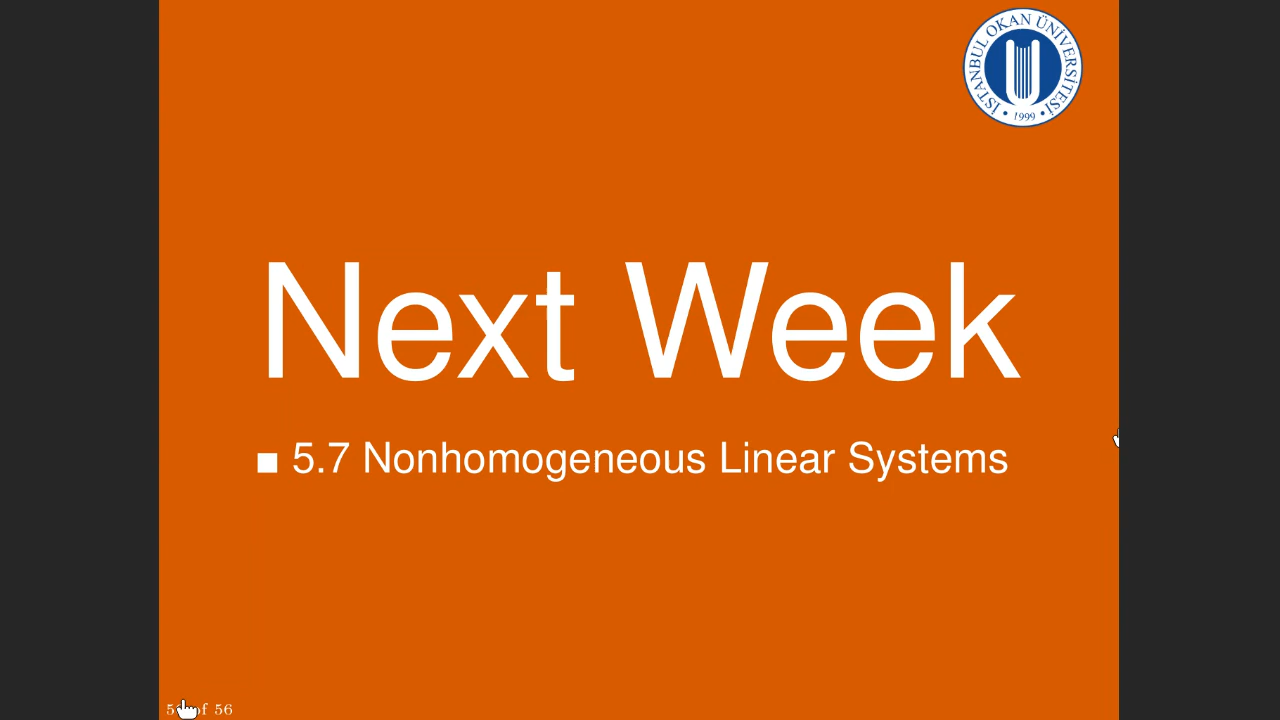 İSTANBUL OKAN ÜNİVERSİTESİ
• 1999 •
Next Week
5.7 Nonhomogeneous Linear Systems
of 56